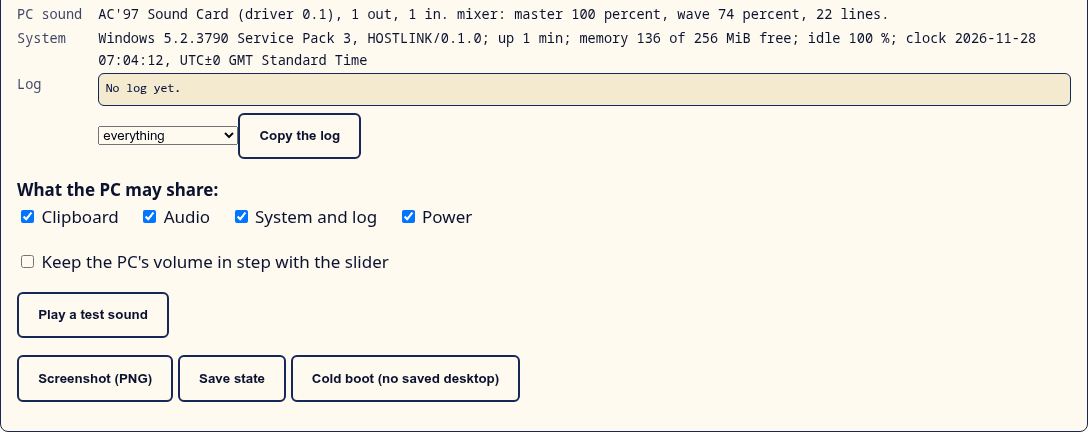 PC sound AC'97 Sound Card (driver 0.1), 1 out, 1 in. mixer: master 100 percent, wave 74 percent, 22 lines.
System Windows 5.2.3790 Service Pack 3, HOSTLINK/0.1.0; up 1 min; memory 136 of 256 MiB free; idle 100 %; clock 2026-11-28
07:04:12, UTC±0 GMT Standard Time
Log No log yet.
everything Copy the log
What the PC may share:
Clipboard Audio System and log Power
Keep the PC's volume in step with the slider
Play a test sound
Screenshot (PNG) Save state Cold boot (no saved desktop)